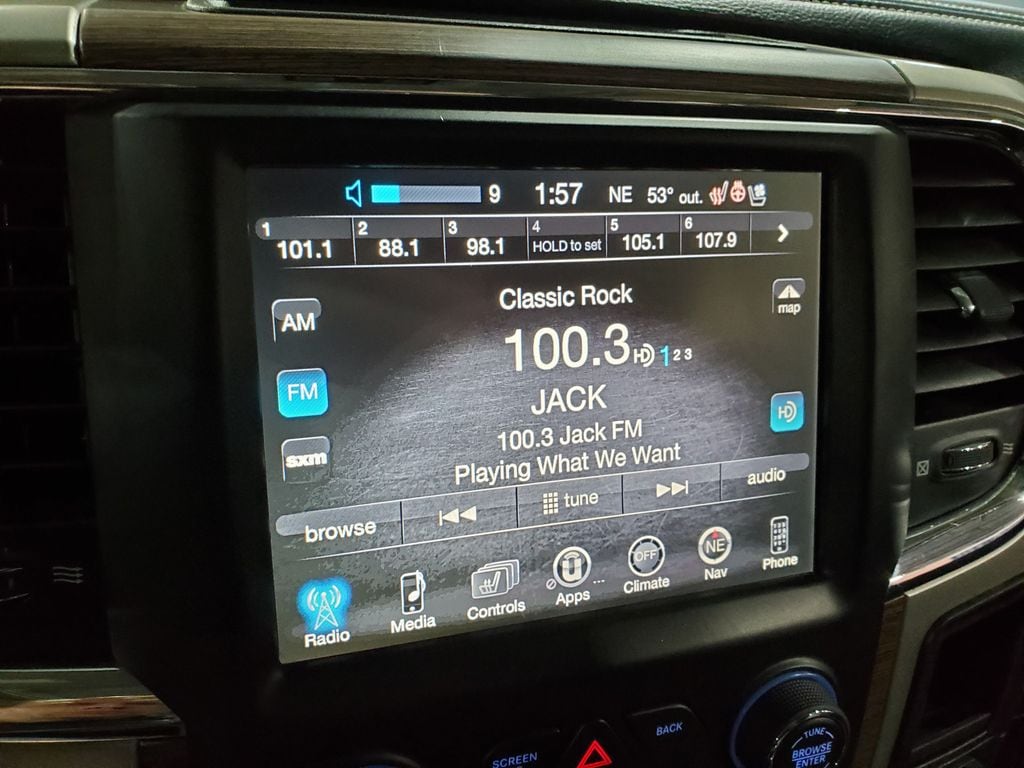 9 1:57 NE 53° out.
1 2 3 4 5 6
101.1 88.1 98.1 HOLD to set 105.1 107.9
Classic Rock
map
AM
100.3 HD 1 2 3
FM
JACK
HD
100.3 Jack FM
sxm
Playing What We Want
browse tune audio
Radio Media Controls Apps OFF Climate NE Nav Phone
SCREEN
BACK
TUNE
BROWSE
ENTER